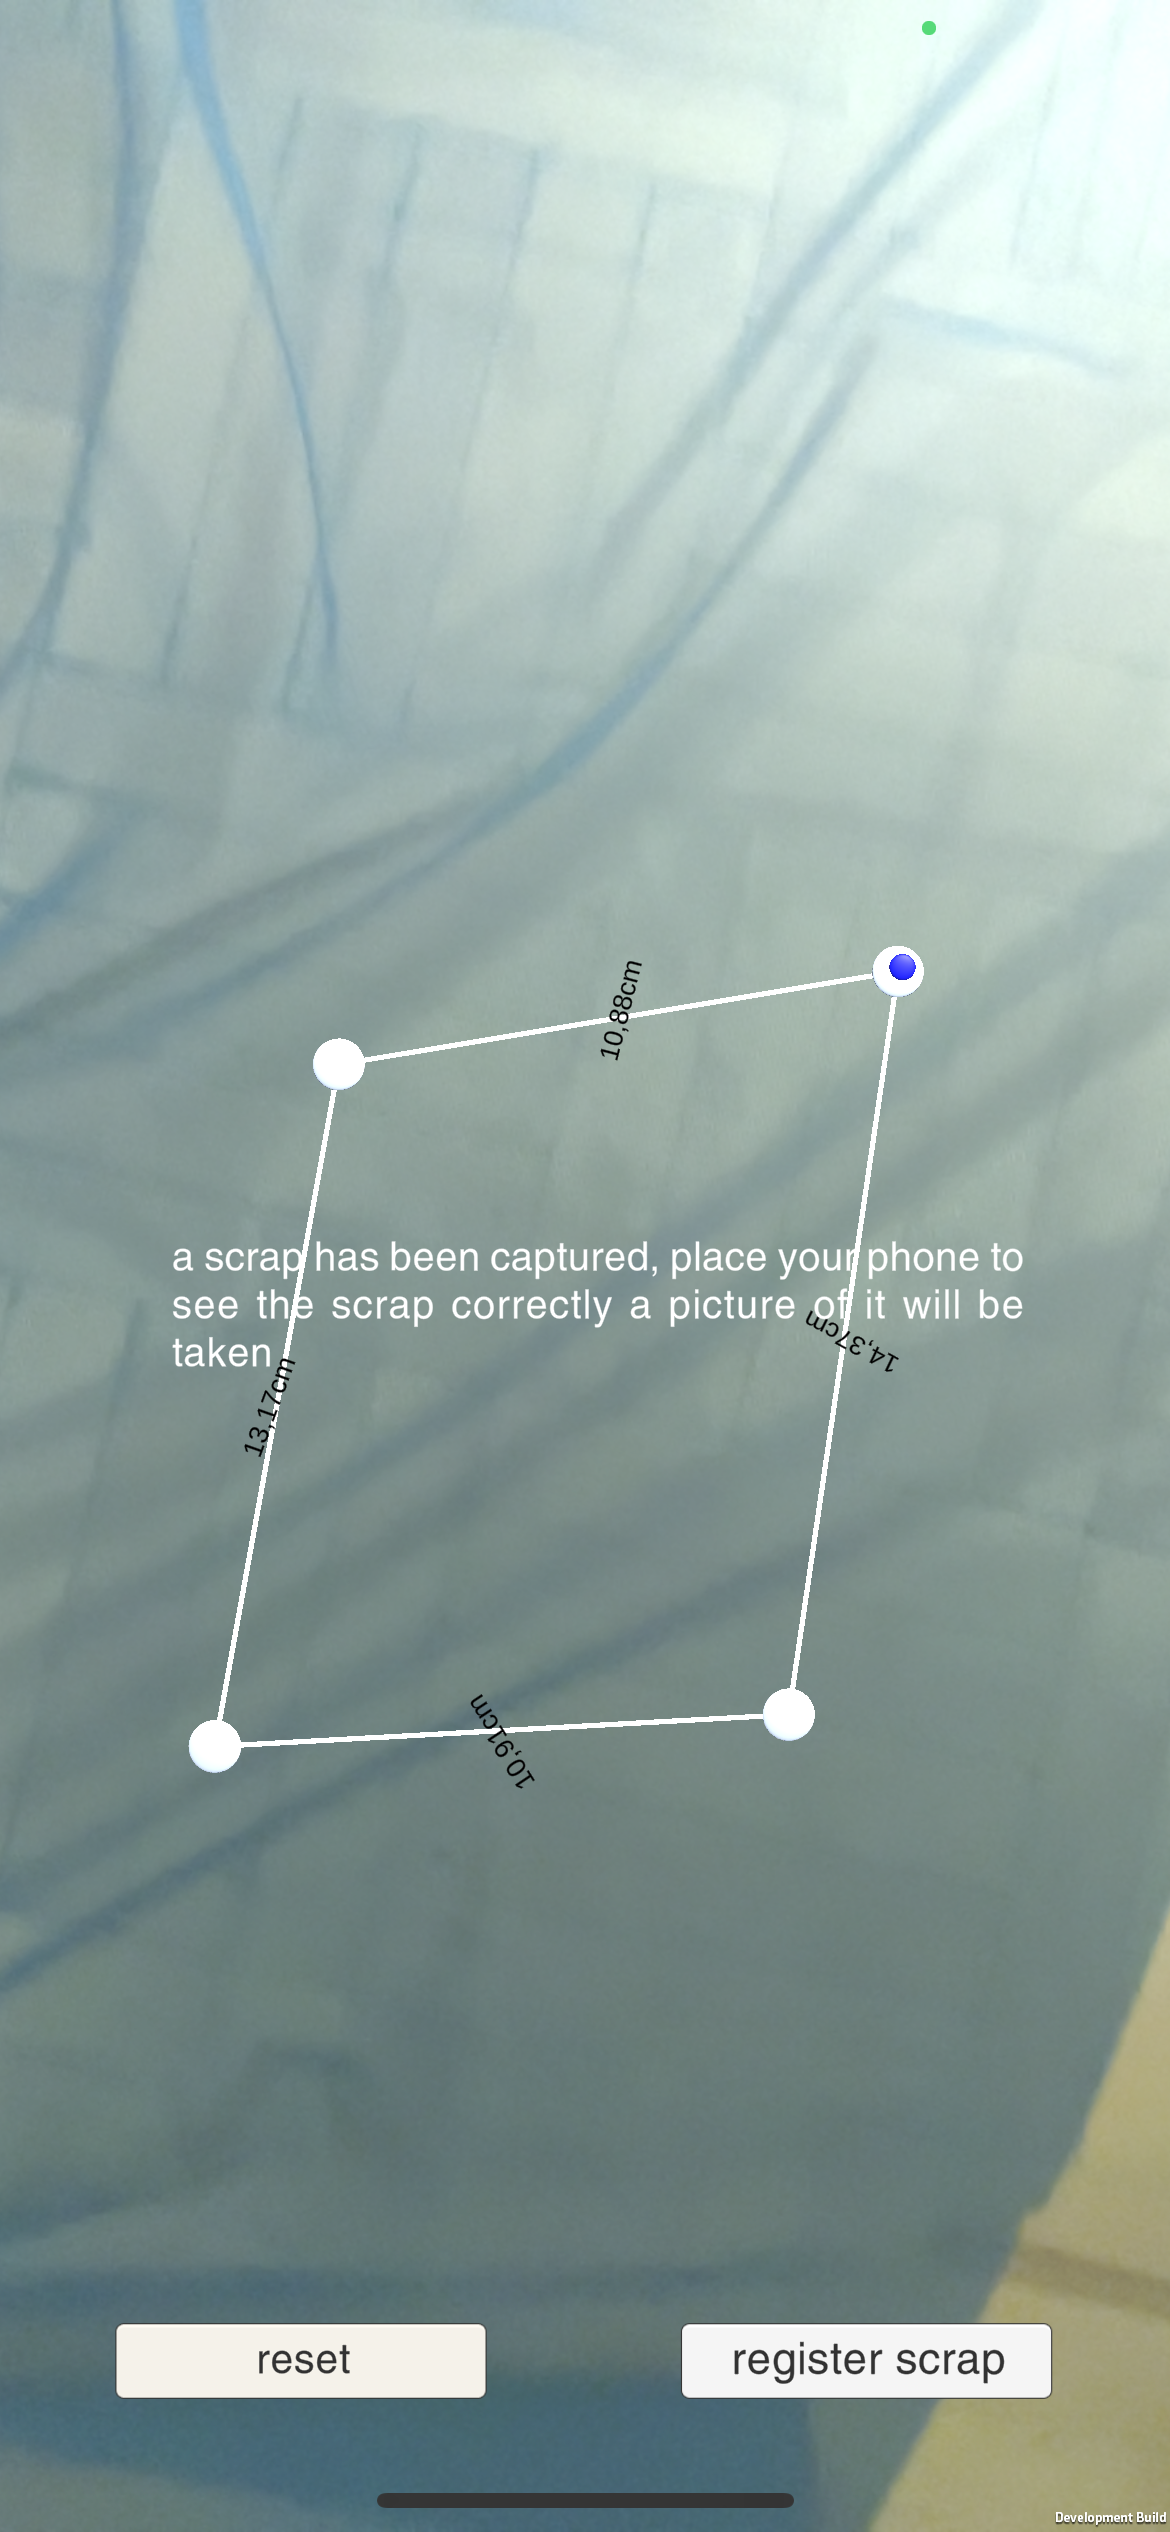 10,88cm
a scrap has been captured, place your phone to
see the scrap correctly a picture of it will be
taken
14,37cm
13,17cm
10,91cm
reset
register scrap
Development Build